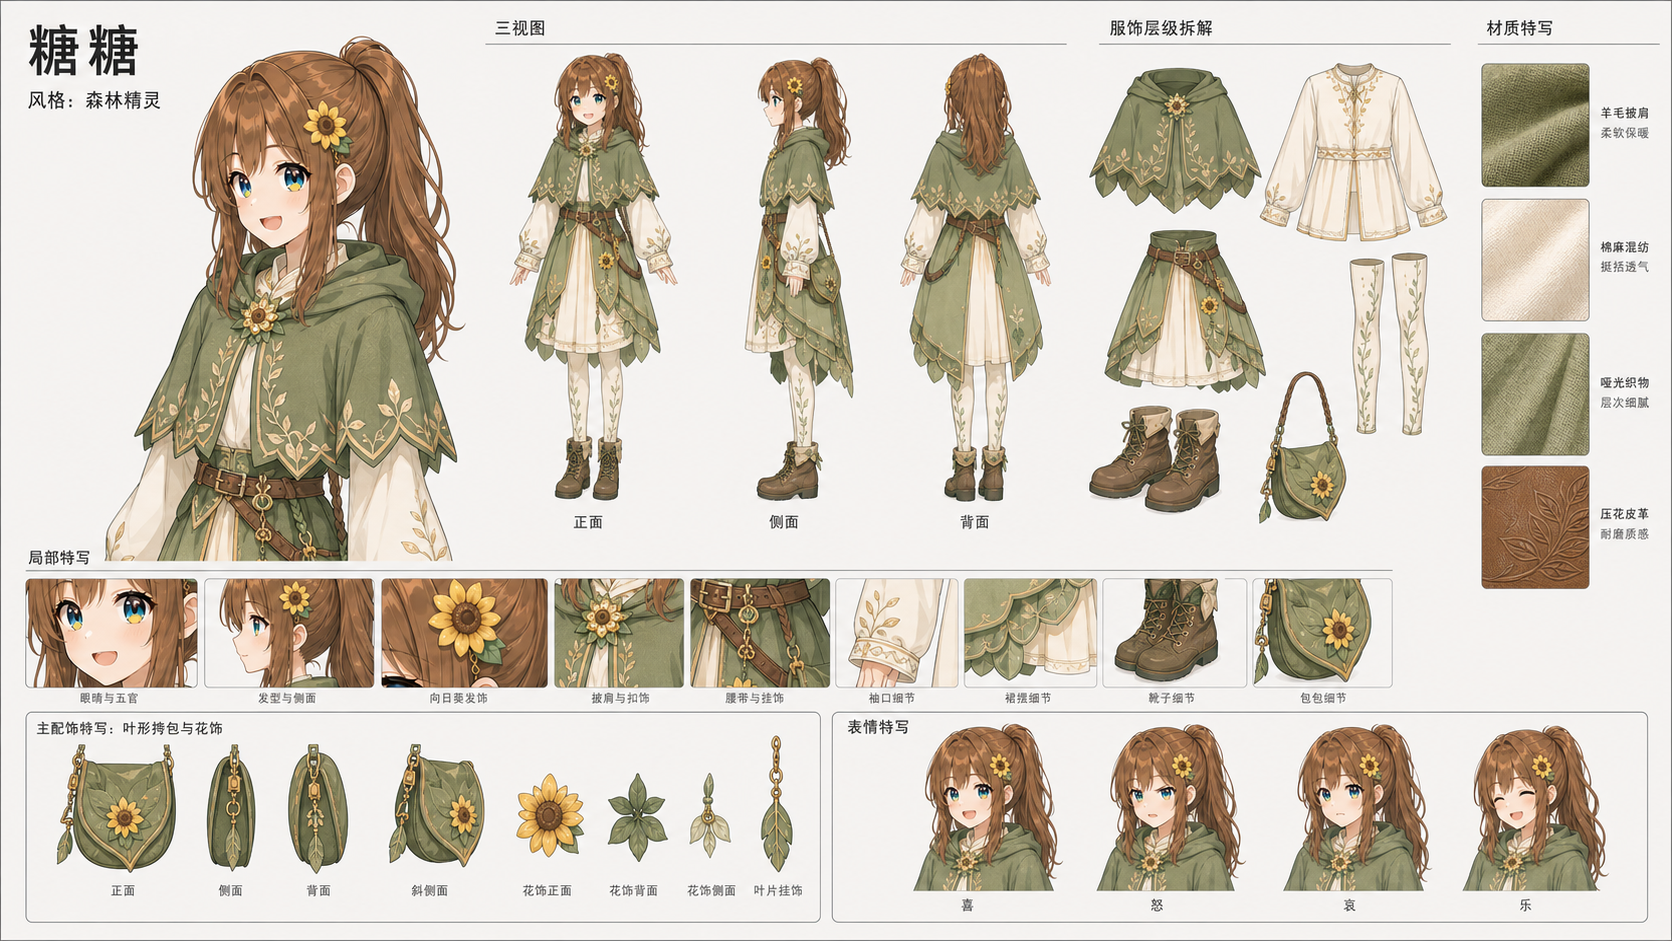 糖糖
风格：森林精灵
三视图
正面
侧面
背面
服饰层级拆解
材质特写
羊毛披肩
柔软保暖
棉麻混纺
挺括透气
哑光织物
层次细腻
压花皮革
耐磨质感
局部特写
眼睛与五官
发型与侧面
向日葵发饰
披肩与扣饰
腰带与挂饰
袖口细节
裙摆细节
靴子细节
包包细节
主配饰特写：叶形挎包与花饰
正面
侧面
背面
斜侧面
花饰正面
花饰背面
花饰侧面
叶片挂饰
表情特写
喜
怒
哀
乐